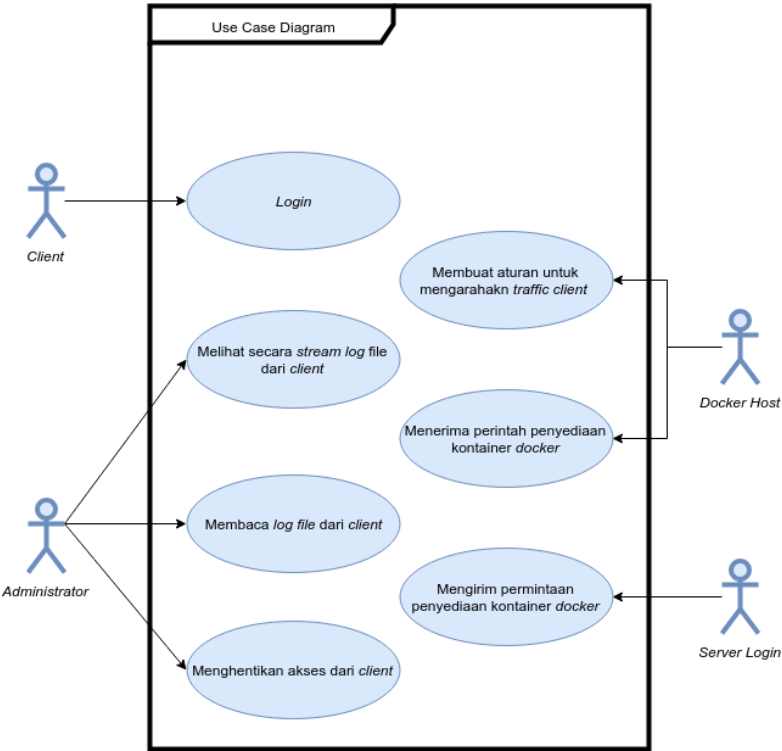 Use Case Diagram
Login
Client
Membuat aturan untuk
mengarahakn traffic client
Melihat secara stream log file
dari client
Docker Host
Menerima perintah penyediaan
kontainer docker
Membaca log file dari client
Administrator
Mengirim permintaan
penyediaan kontainer docker
Server Login
Menghentikan akses dari client